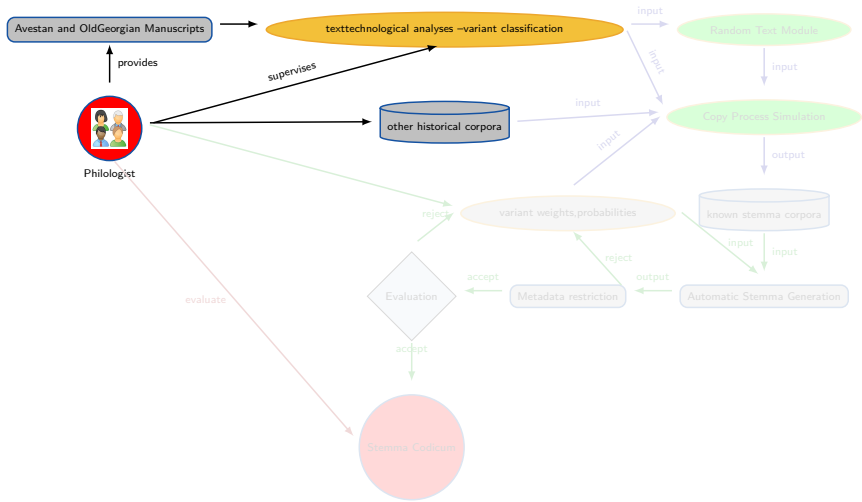 input
Avestan and OldGeorgian Manuscripts
texttechnological analyses –variant classification
Random Text Module
provides
supervises
input
input
input
Copy Process Simulation
other historical corpora
input
output
Philologist
reject
variant weights,probabilities
known stemma corpora
input
input
reject
accept
output
Evaluation
Metadata restriction
Automatic Stemma Generation
evaluate
accept
Stemma Codicum